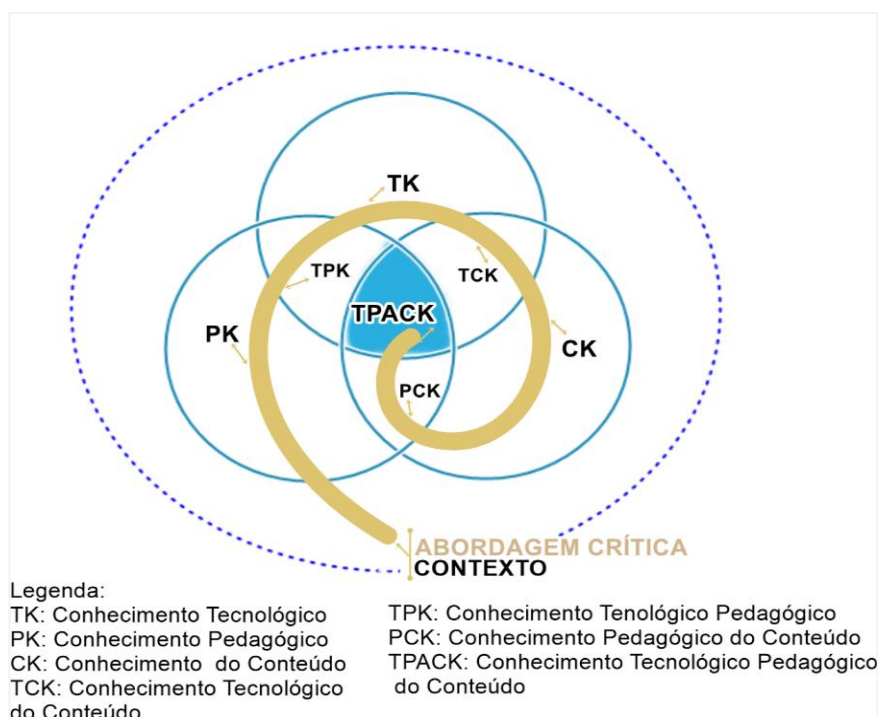 TK
TPK
TCK
TPACK
PK
CK
PCK
ABORDAGEM CRÍTICA
CONTEXTO
Legenda:
TK: Conhecimento Tecnológico
PK: Conhecimento Pedagógico
CK: Conhecimento do Conteúdo
TCK: Conhecimento Tecnológico
do Conteúdo
TPK: Conhecimento Tenológico Pedagógico
PCK: Conhecimento Pedagógico do Conteúdo
TPACK: Conhecimento Tecnológico Pedagógico
do Conteúdo